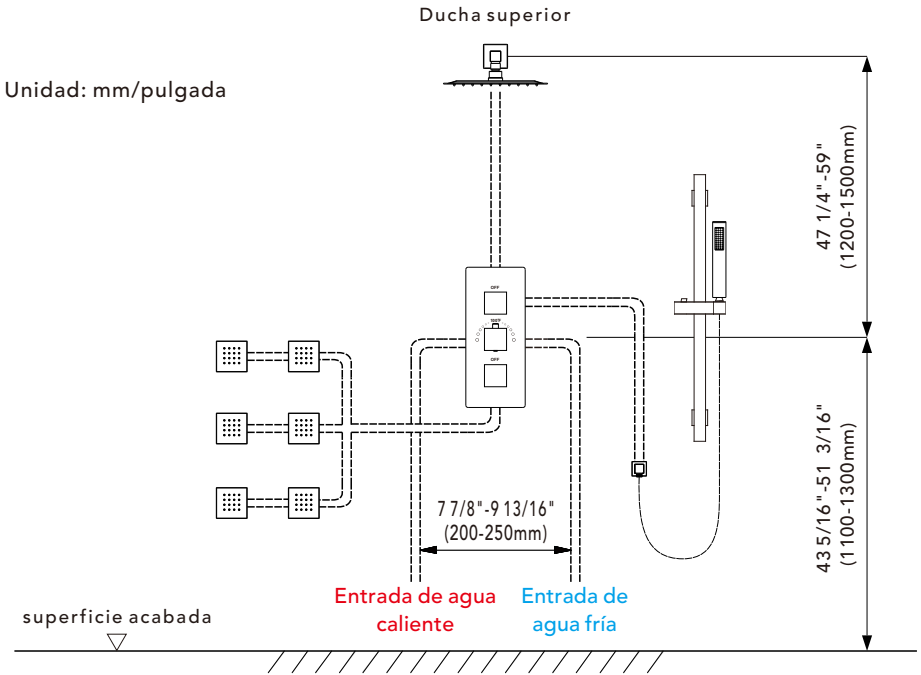 Ducha superior
Unidad: mm/pulgada
47 1/4"-59"
(1200-1500mm)
OFF
100°F
OFF
43 5/16"-51 3/16"
(1100-1300mm)
7 7/8"-9 13/16"
(200-250mm)
Entrada de agua
caliente
Entrada de
agua fría
superficie acabada